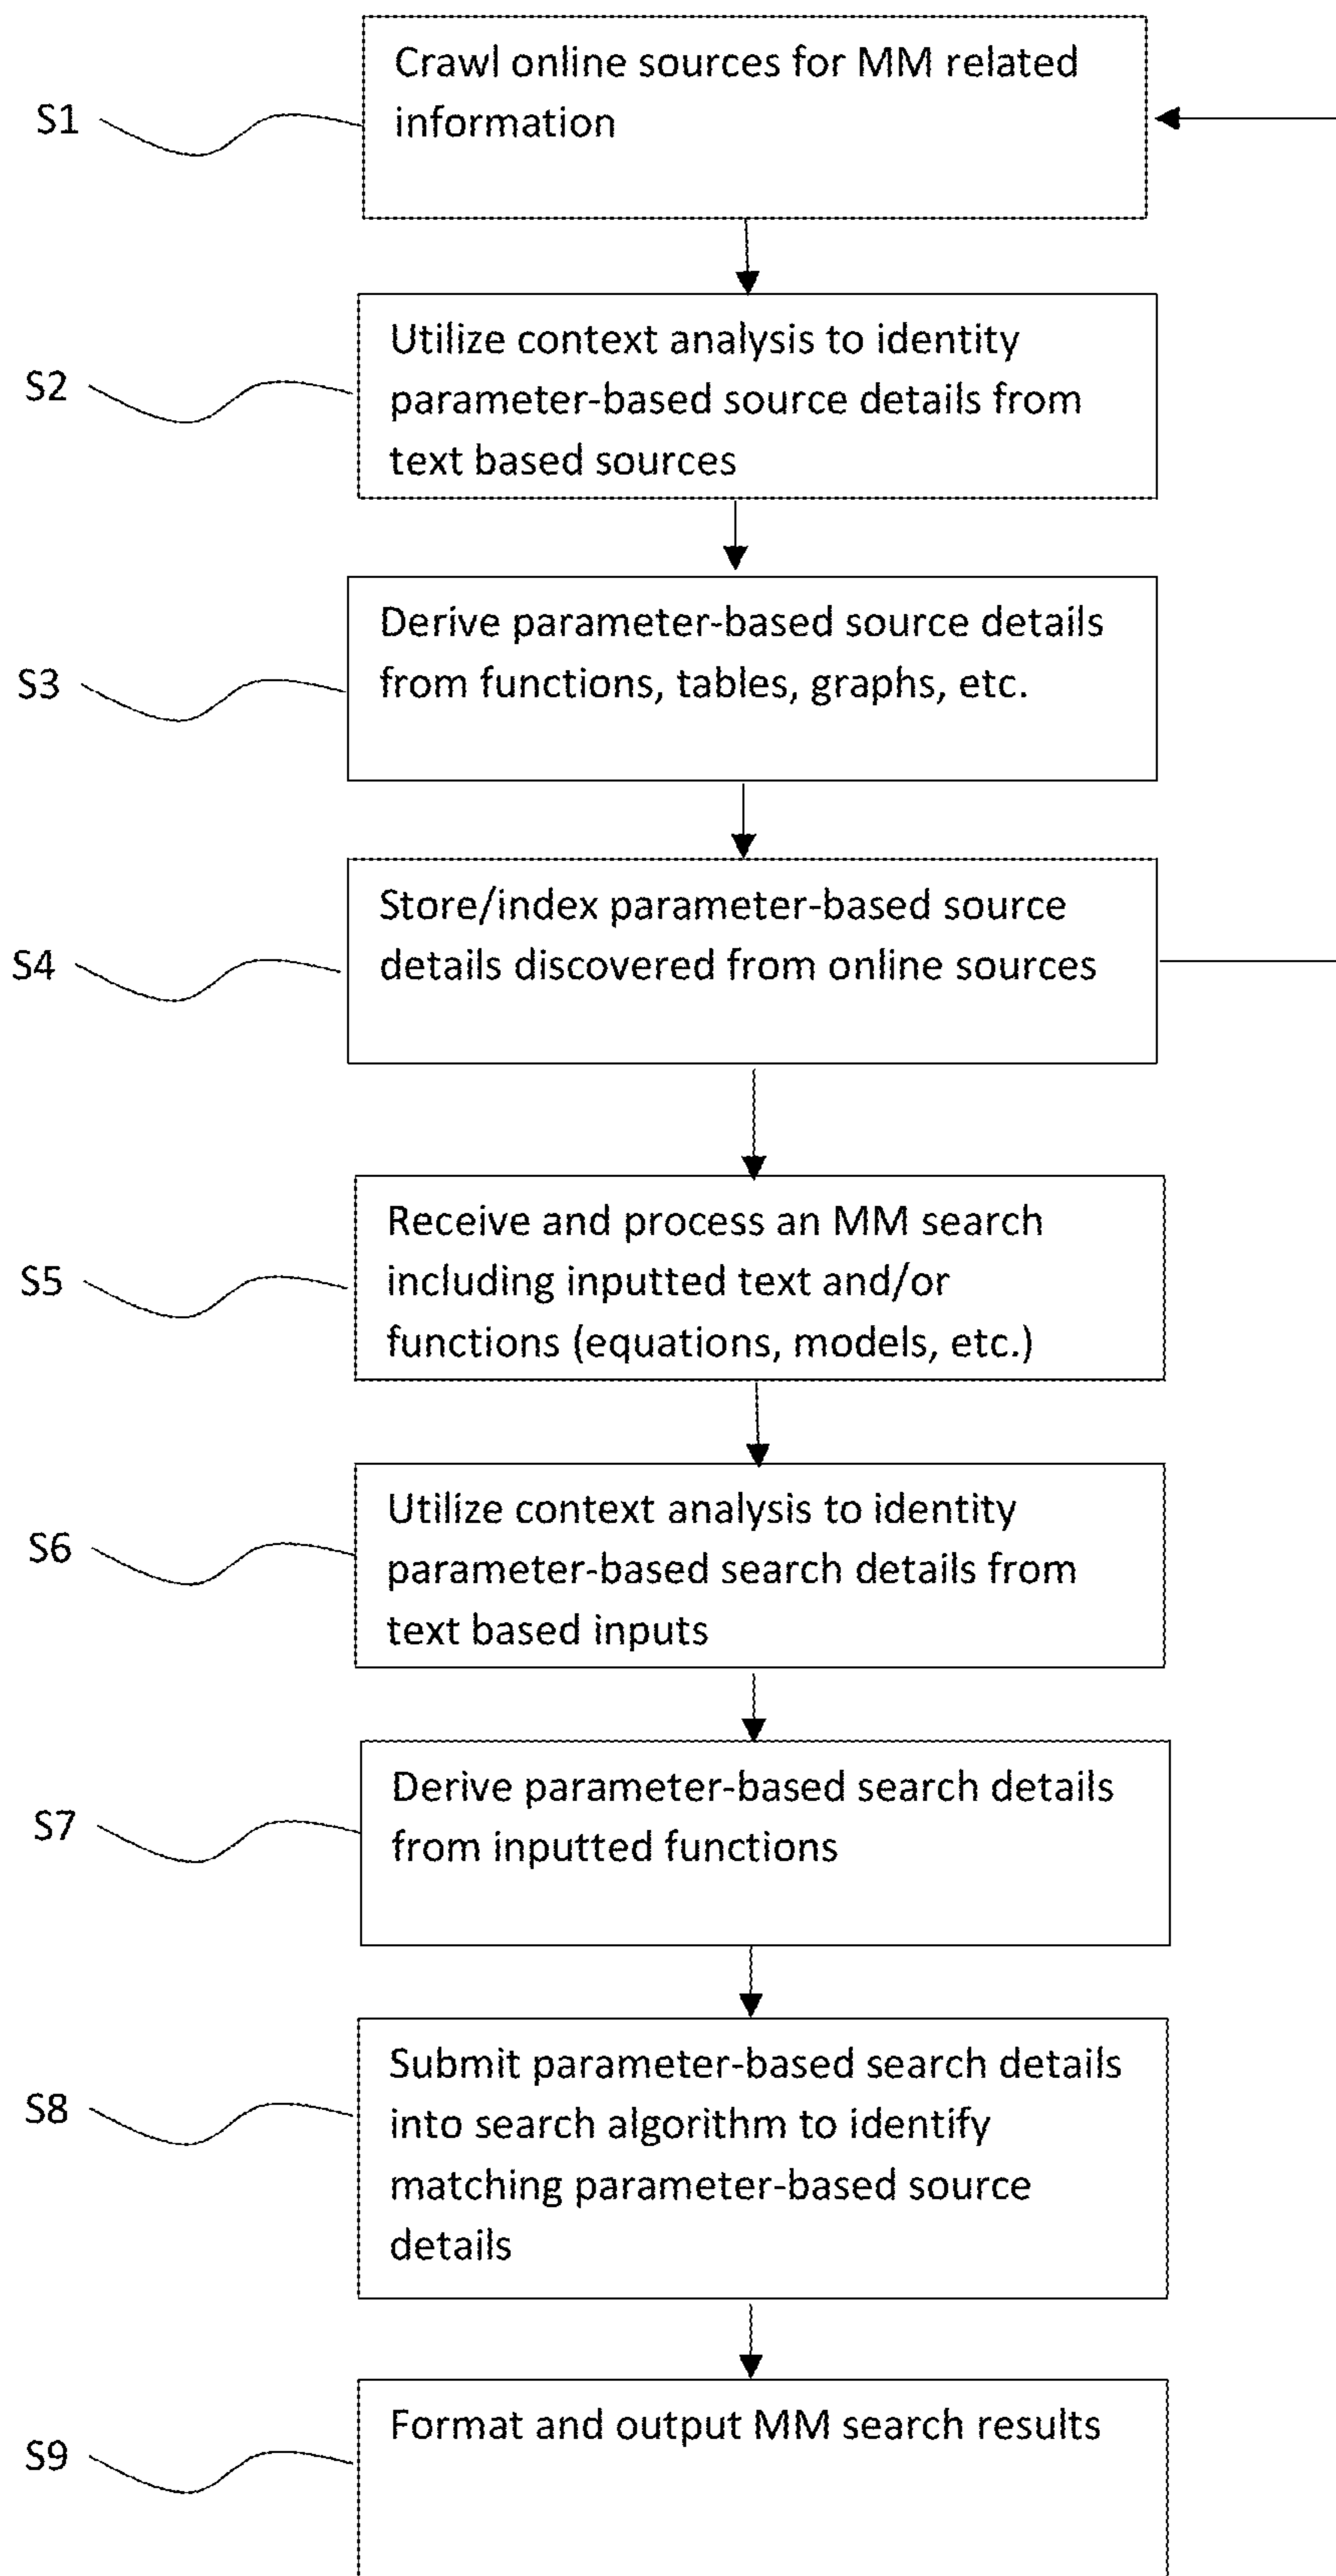 S1
Crawl online sources for MM related
information
S2
Utilize context analysis to identity
parameter-based source details from
text based sources
S3
Derive parameter-based source details
from functions, tables, graphs, etc.
S4
Store/index parameter-based source
details discovered from online sources
S5
Receive and process an MM search
including inputted text and/or
functions (equations, models, etc.)
S6
Utilize context analysis to identity
parameter-based search details from
text based inputs
S7
Derive parameter-based search details
from inputted functions
S8
Submit parameter-based search details
into search algorithm to identify
matching parameter-based source
details
S9
Format and output MM search results